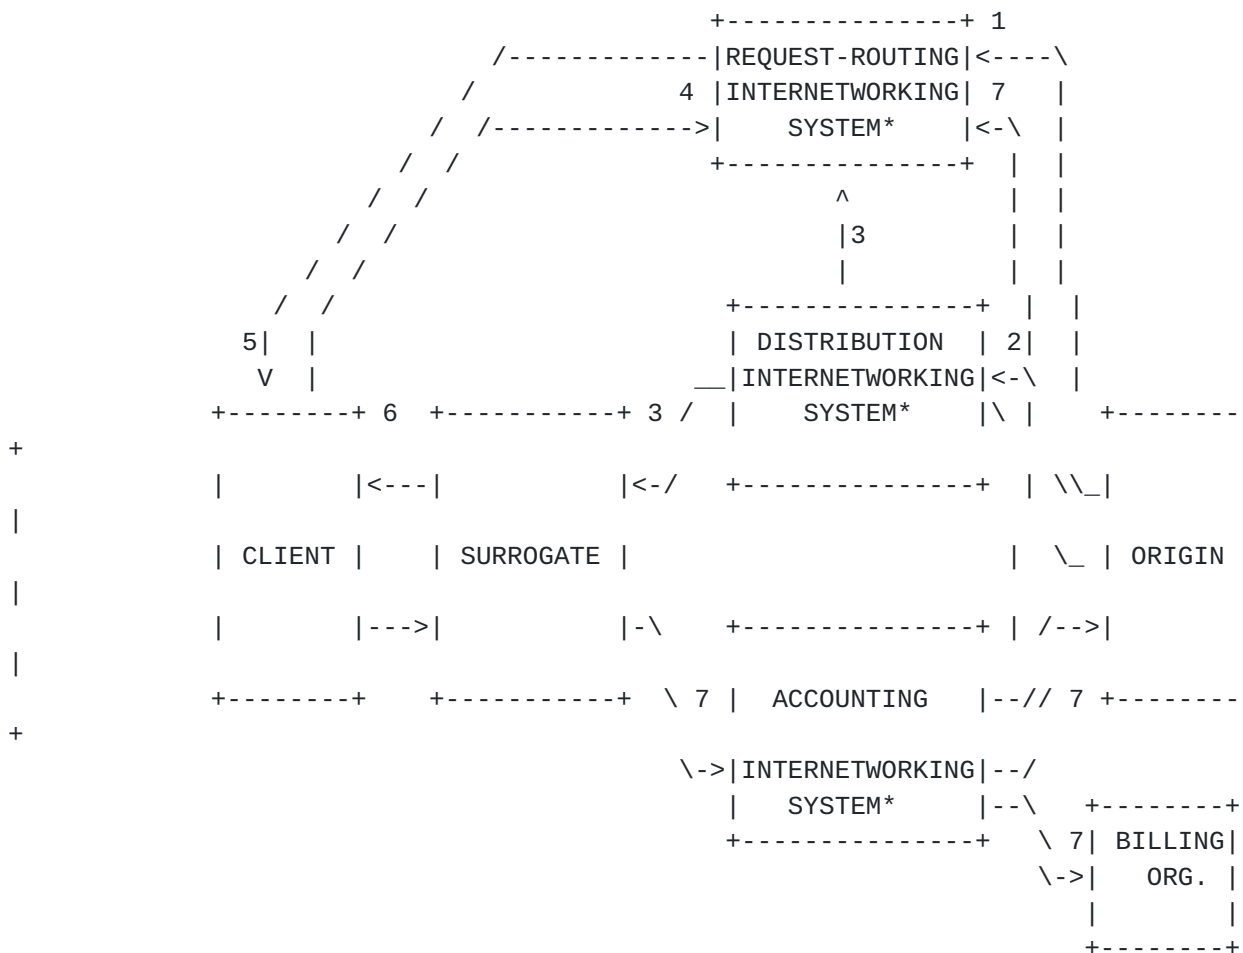 +---------------+ 1
                                /-------------|REQUEST-ROUTING|<----\
                              /             4 |INTERNETWORKING| 7   |
                            /  /------------->|    SYSTEM*    |<-\  |
                          /  /                +---------------+  |  |
                        /  /                          ^          |  |
                      /  /                            |3         |  |
                    /  /                              |          |  |
                  /  /                         +---------------+  |  |
                5|  |                          | DISTRIBUTION  | 2|  |
                 V  |                        __|INTERNETWORKING|<-\  |
              +--------+ 6  +-----------+ 3 /  |    SYSTEM*    |\ |    +--------
+
              |        |<---|           |<-/   +---------------+  | \\_|
|
              | CLIENT |    | SURROGATE |                        |  \_ | ORIGIN
|
              |        |--->|           |-\    +---------------+ | /-->|
|
              +--------+    +-----------+  \ 7 |  ACCOUNTING   |--// 7 +--------
+
                                            \->|INTERNETWORKING|--/
                                               |   SYSTEM*     |--\   +--------+
                                               +---------------+   \ 7| BILLING|
                                                                   \->|   ORG. |
                                                                      |        |
                                                                      +--------+